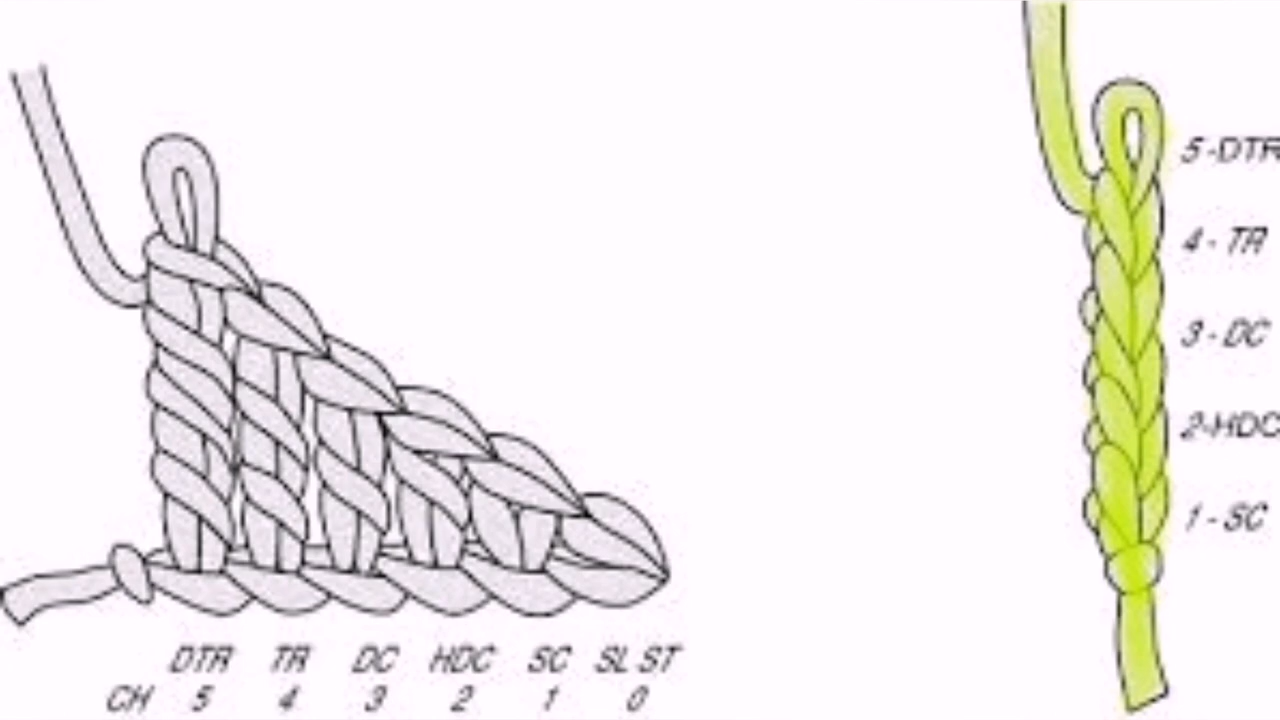 DTR TR DC HDC SC SL ST
CH 5 4 3 2 1 0
5-DTR
4 - TR
3 - DC
2-HDC
1 - SC